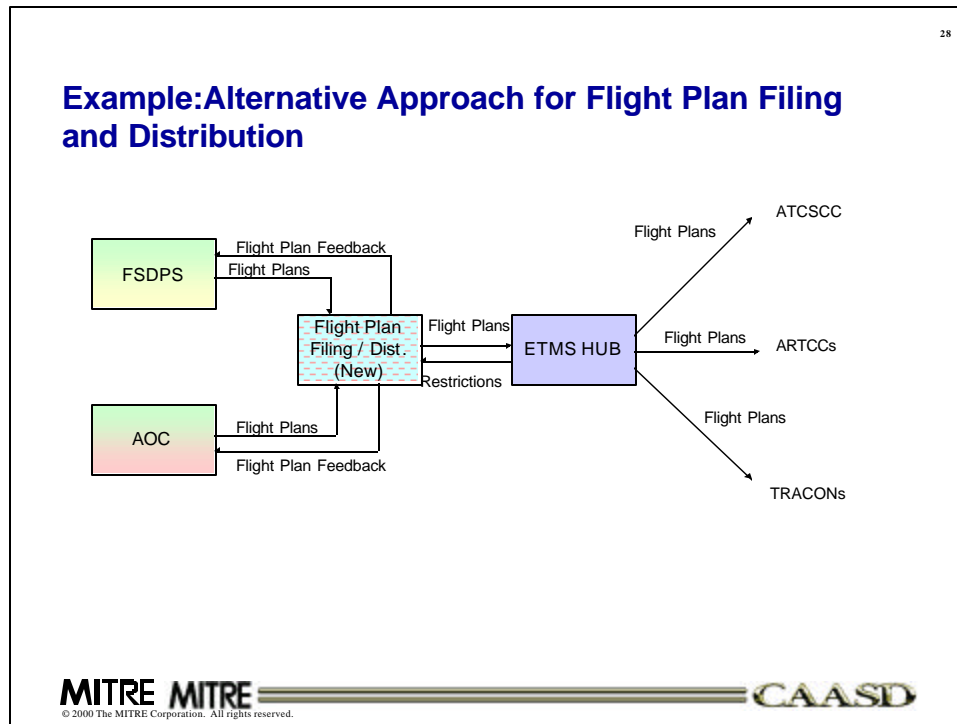 28
Example:Alternative Approach for Flight Plan Filing
and Distribution
ATCSCC
Flight Plans
Flight Plan Feedback
FSDPS
Flight Plans
Flight Plan
Filing / Dist.
(New)
Flight Plans
ETMS HUB
Flight Plans
ARTCCs
Restrictions
Flight Plans
AOC
Flight Plans
Flight Plan Feedback
TRACONs
MITRE MITRE CAASD
© 2000 The MITRE Corporation. All rights reserved.